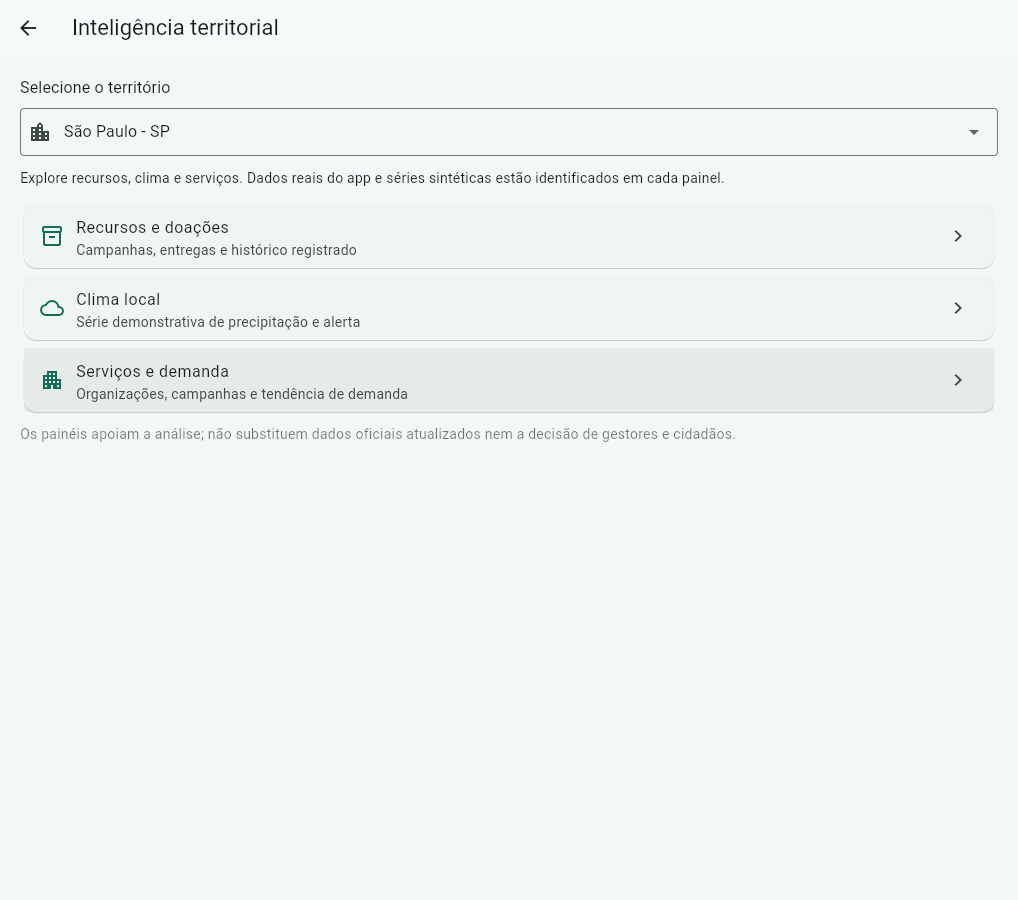 Inteligência territorial
Selecione o território
São Paulo - SP
Explore recursos, clima e serviços. Dados reais do app e séries sintéticas estão identificados em cada painel.
Recursos e doações
Campanhas, entregas e histórico registrado
Clima local
Série demonstrativa de precipitação e alerta
Serviços e demanda
Organizações, campanhas e tendência de demanda
Os painéis apoiam a análise; não substituem dados oficiais atualizados nem a decisão de gestores e cidadãos.